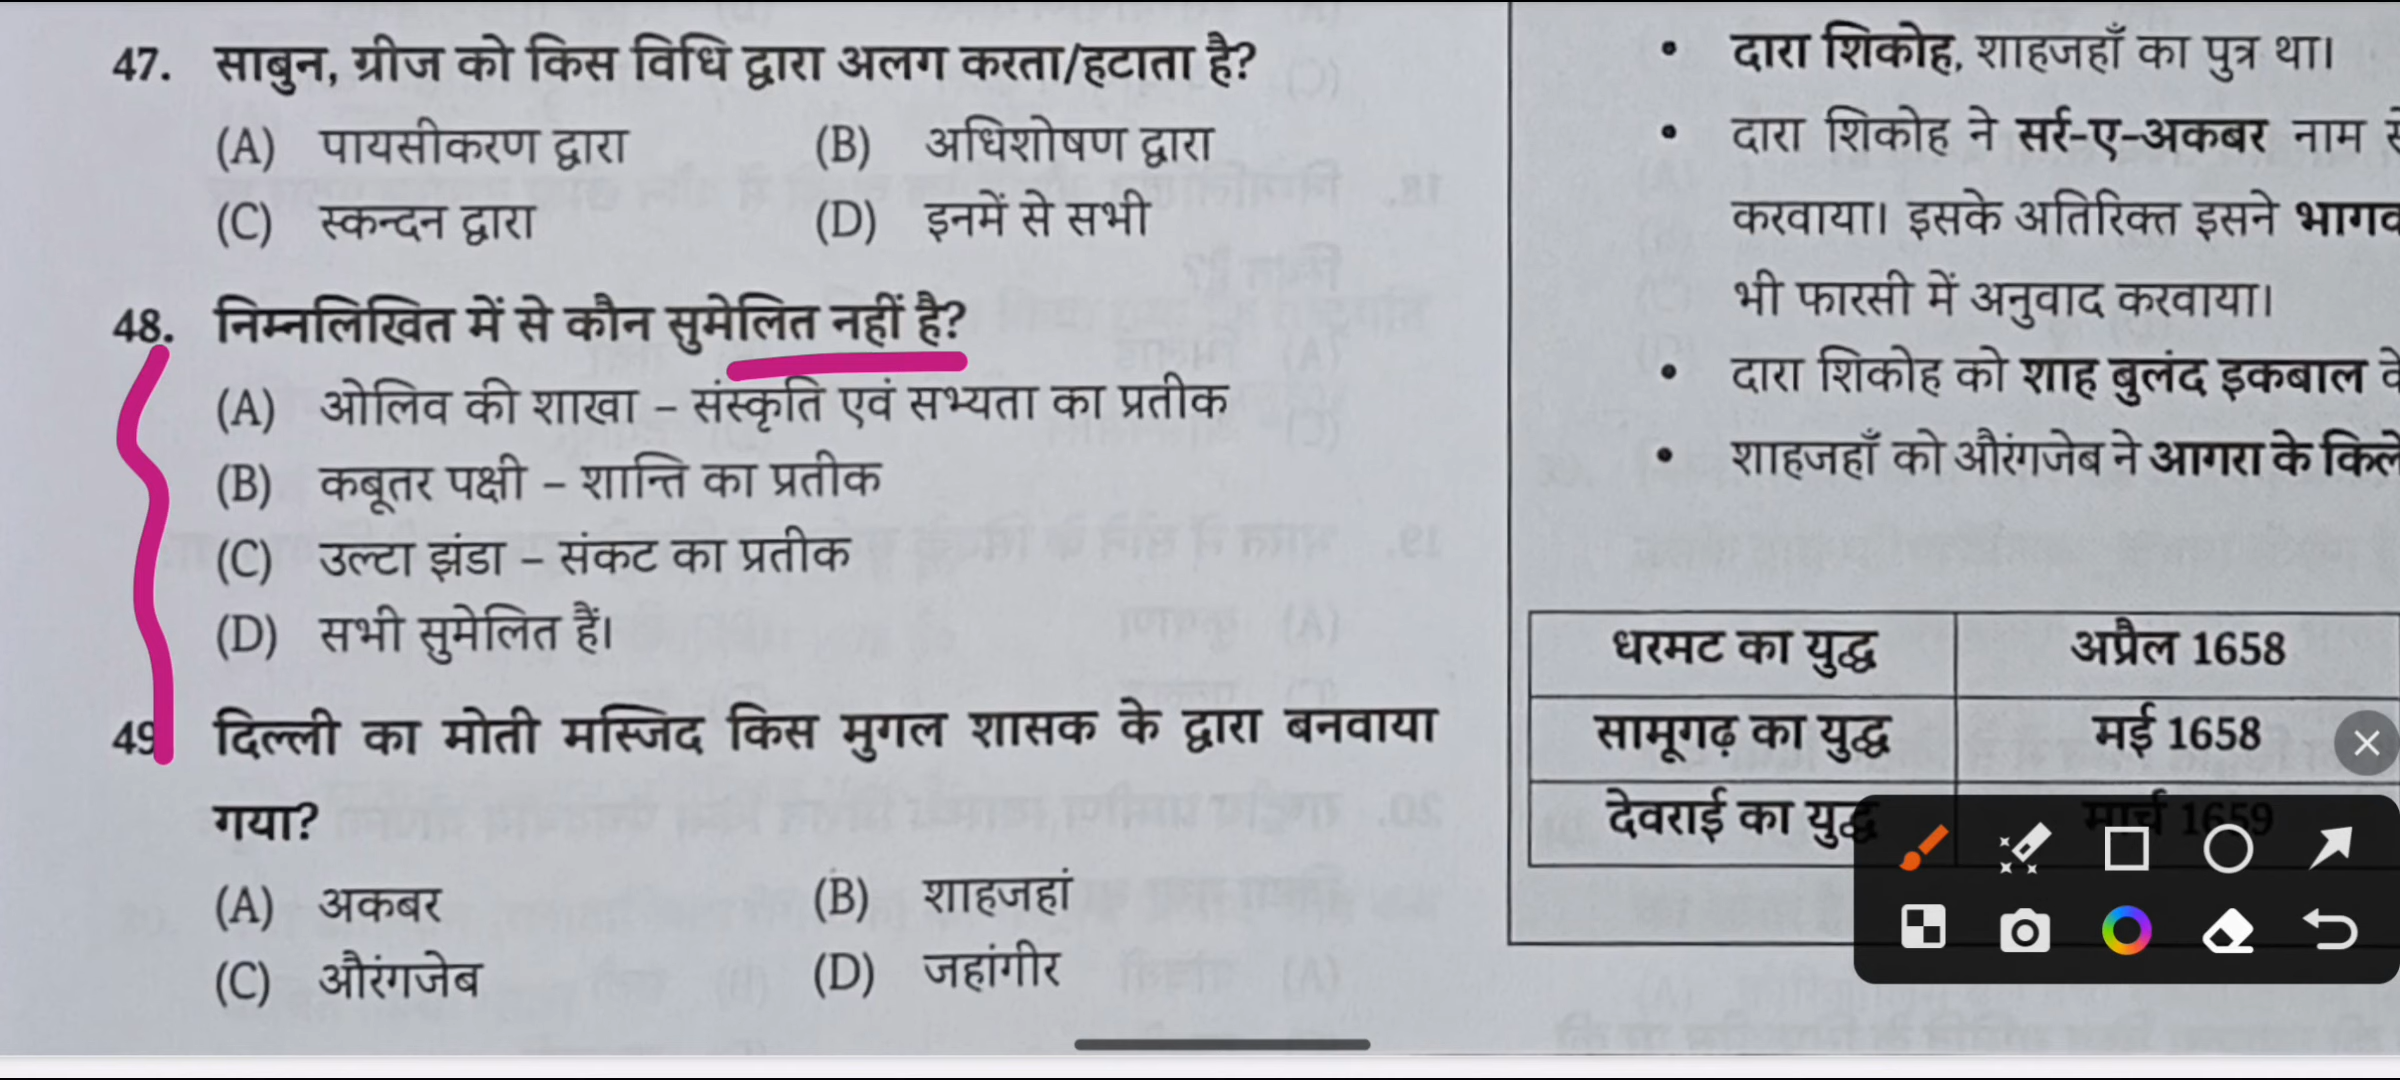 47. साबुन, ग्रीज को किस विधि द्वारा अलग करता/हटाता है?
(A) पायसीकरण द्वारा (B) अधिशोषण द्वारा
(C) स्कन्दन द्वारा (D) इनमें से सभी
48. निम्नलिखित में से कौन सुमेलित नहीं है?
(A) ओलिव की शाखा – संस्कृति एवं सभ्यता का प्रतीक
(B) कबूतर पक्षी – शान्ति का प्रतीक
(C) उल्टा झंडा – संकट का प्रतीक
(D) सभी सुमेलित हैं।
49 दिल्ली का मोती मस्जिद किस मुगल शासक के द्वारा बनवाया
गया?
(A) अकबर (B) शाहजहां
(C) औरंगजेब (D) जहांगीर
• दारा शिकोह, शाहजहाँ का पुत्र था।
• दारा शिकोह ने सर्र-ए-अकबर नाम
करवाया। इसके अतिरिक्त इसने
भी फारसी में अनुवाद करवाया।
• दारा शिकोह को शाह बुलंद इकबाल
• शाहजहाँ को औरंगजेब ने आगरा के
धरमट का युद्ध अप्रैल 1658
सामूगढ़ का युद्ध मई 1658
देवराई का युद्ध मार्च 1659